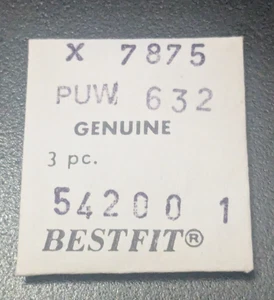 X 7875
PUW 632
GENUINE
3 pc.
54200 1
BESTFIT®